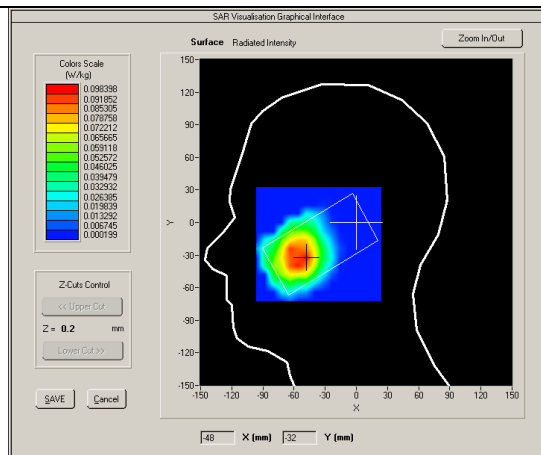 SAR Visualisation Graphical Interface
Surface Radiated Intensity
Zoom In/Out
Colors Scale
(W/kg)
0.098398
0.091852
0.085305
0.078758
0.072212
0.065665
0.059118
0.052572
0.046025
0.039479
0.032932
0.026385
0.019839
0.013292
0.006745
0.000199
Z-Cuts Control
<< Upper Cut
Z = 0.2 mm
Lower Cut >>
SAVE Cancel
150
120
90
60
30
0
-30
-60
-90
-120
-150
Y
-150 -120 -90 -60 -30 0 30 60 90 120 150
X
-48 X (mm) -32 Y (mm)